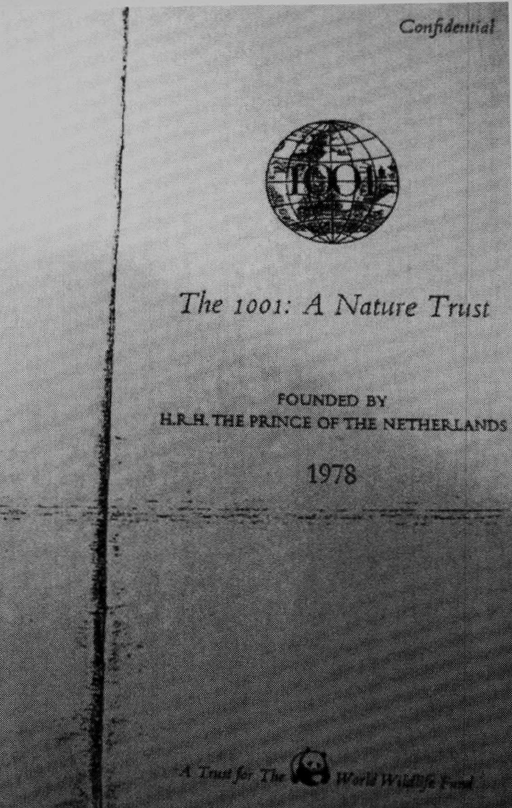 Confidential
1001
The 1001: A Nature Trust
FOUNDED BY
H.R.H. THE PRINCE OF THE NETHERLANDS
1978
A Trust for The World Wildlife Fund